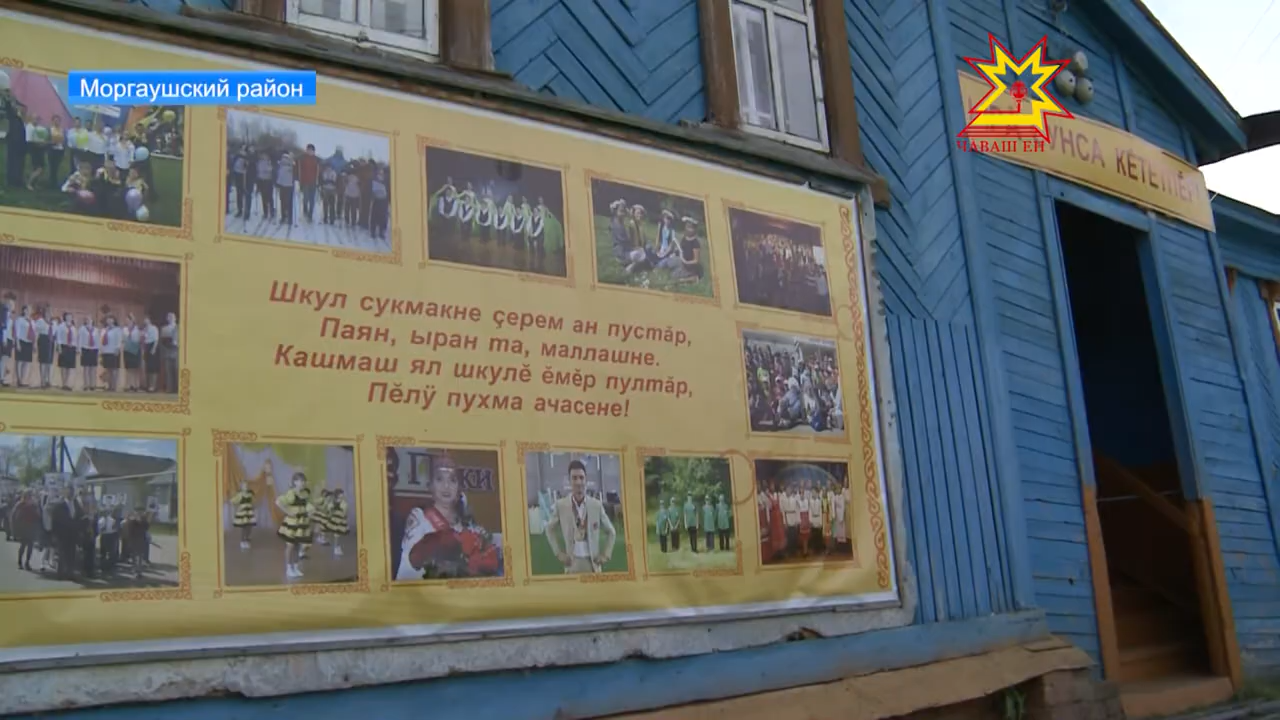 Моргаушский район
ЧĂВАШ ЕН
УНСА КĔТЕТПĔР!
Шкул сукмакне çерем ан пустăр,
Паян, ыран та, маллашне.
Кашмаш ял шкулĕ ĕмĕр пултăр,
Пĕлӳ пухма ачасене!